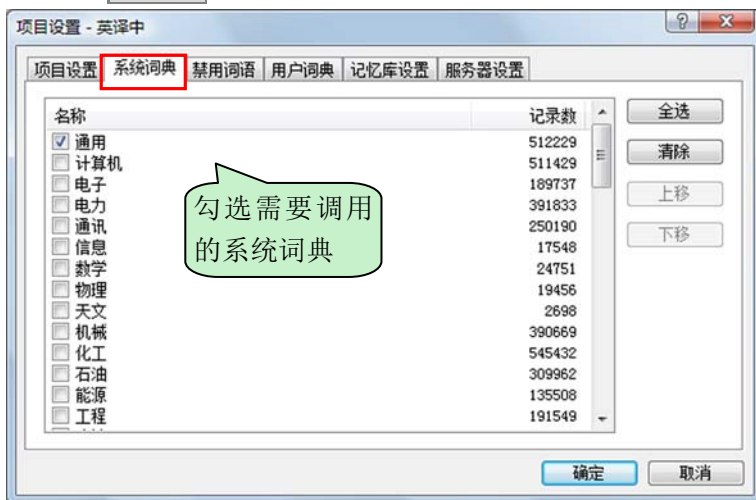 项目设置 - 英译中
项目设置 系统词典 禁用词语 用户词典 记忆库设置 服务器设置
名称 记录数
通用 512229
计算机 511429
电子 189737
电力 391833
通讯 250190
信息 17548
数学 24751
物理 19456
天文 2698
机械 390669
化工 545432
石油 309962
能源 135508
工程 191549
勾选需要调用
的系统词典
全选
清除
上移
下移
确定 取消